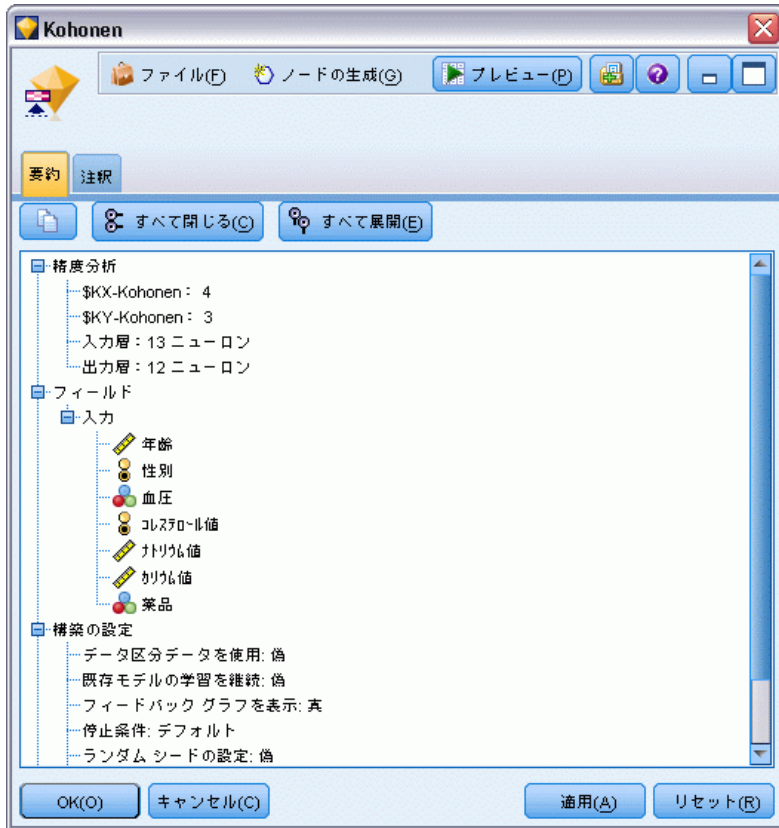 Kohonen
ファイル(F) ノードの生成(G) プレビュー(P)
要約 注釈
すべて閉じる(C) すべて展開(E)
精度分析
$KX-Kohonen: 4
$KY-Kohonen: 3
入力層:13 ニューロン
出力層:12 ニューロン
フィールド
入力
年齢
性別
血圧
ｺﾚｽﾃﾛｰﾙ値
ﾅﾄﾘｳﾑ値
ｶﾘｳﾑ値
薬品
構築の設定
データ区分データを使用: 偽
既存モデルの学習を継続: 偽
フィードバック グラフを表示: 真
停止条件: デフォルト
ランダム シードの設定: 偽
OK(O) キャンセル(C) 適用(A) リセット(R)